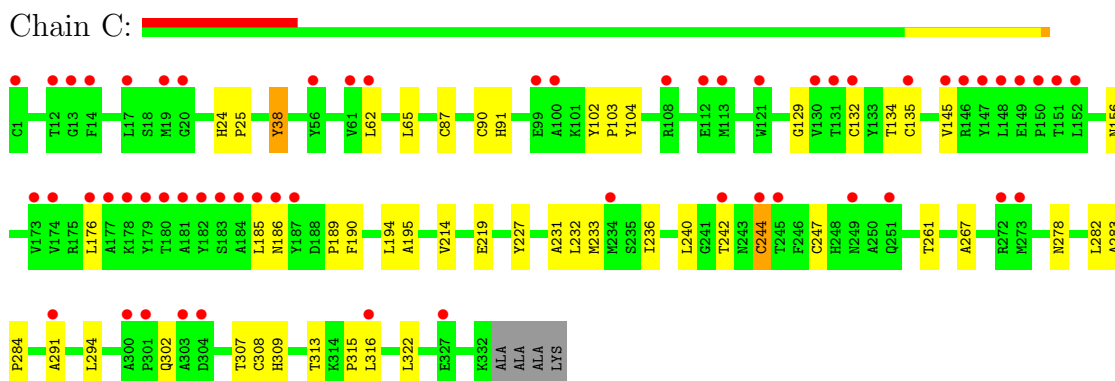 Chain C:
C1 T12 G13 F14 L17 S18 M19 G20 H24 P25 Y38 Y56 V61 L62 L65 C87 C90 H91 E99 A100 K101 Y102 P103 Y104 R108 E112 M113 W121 G129 V130 T131 C132 Y133 T134 C135 V145 R146 Y147 L148 E149 P150 T151 L152 N156
V173 V174 R175 L176 A177 K178 Y179 T180 A181 Y182 S183 A184 L185 N186 Y187 D188 P189 F190 L194 A195 V214 E219 Y227 A231 L232 M233 M234 S235 I236 L240 G241 T242 N243 C244 T245 F246 C247 H248 N249 A250 Q251 T261 A267 R272 M273 N278 L282 A283
P284 A291 L294 A300 P301 Q302 A303 D304 T307 C308 H309 T313 K314 P315 L316 L322 E327 K332 ALA ALA ALA LYS